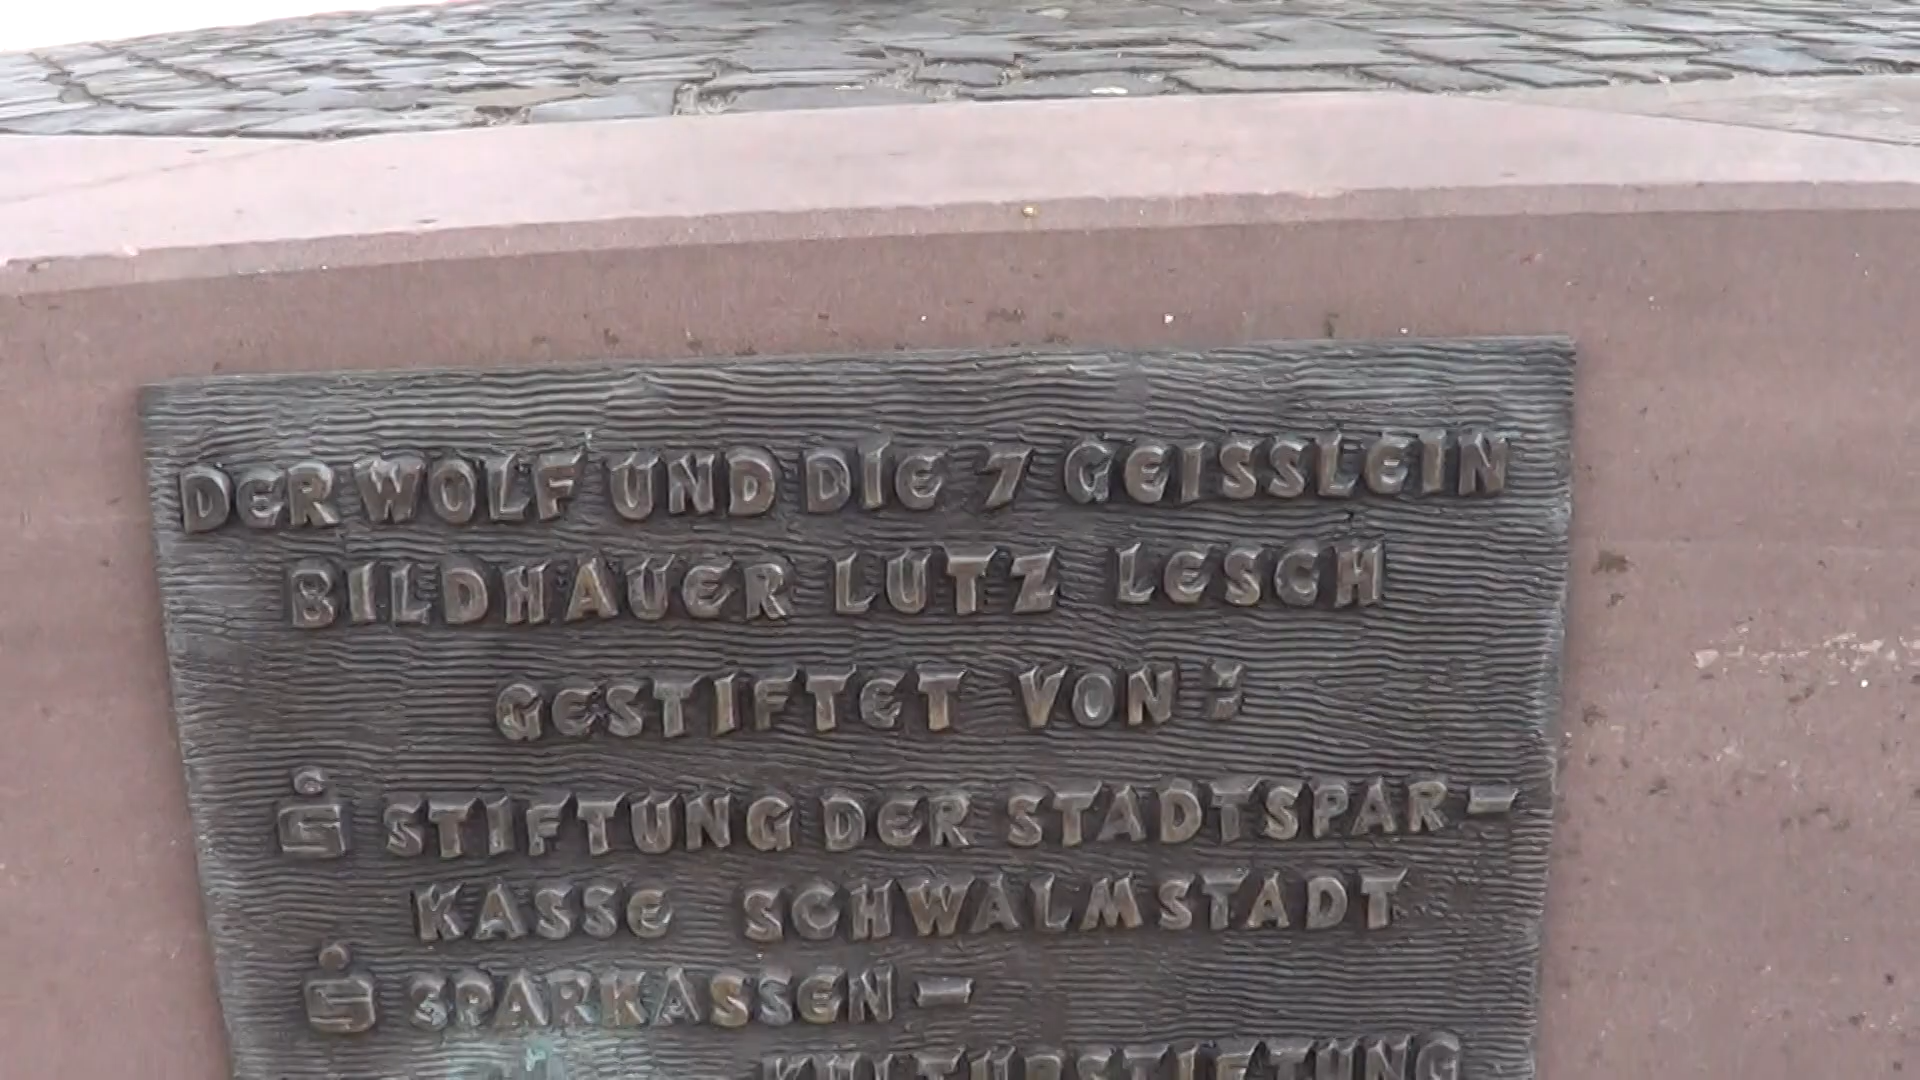 DER WOLF UND DIE 7 GEISSLEIN
BILDHAUER LUTZ LESCH
GESTIFTET VON:
STIFTUNG DER STADTSPAR-
KASSE SCHWALMSTADT
SPARKASSEN-
KULTURSTIFTUNG